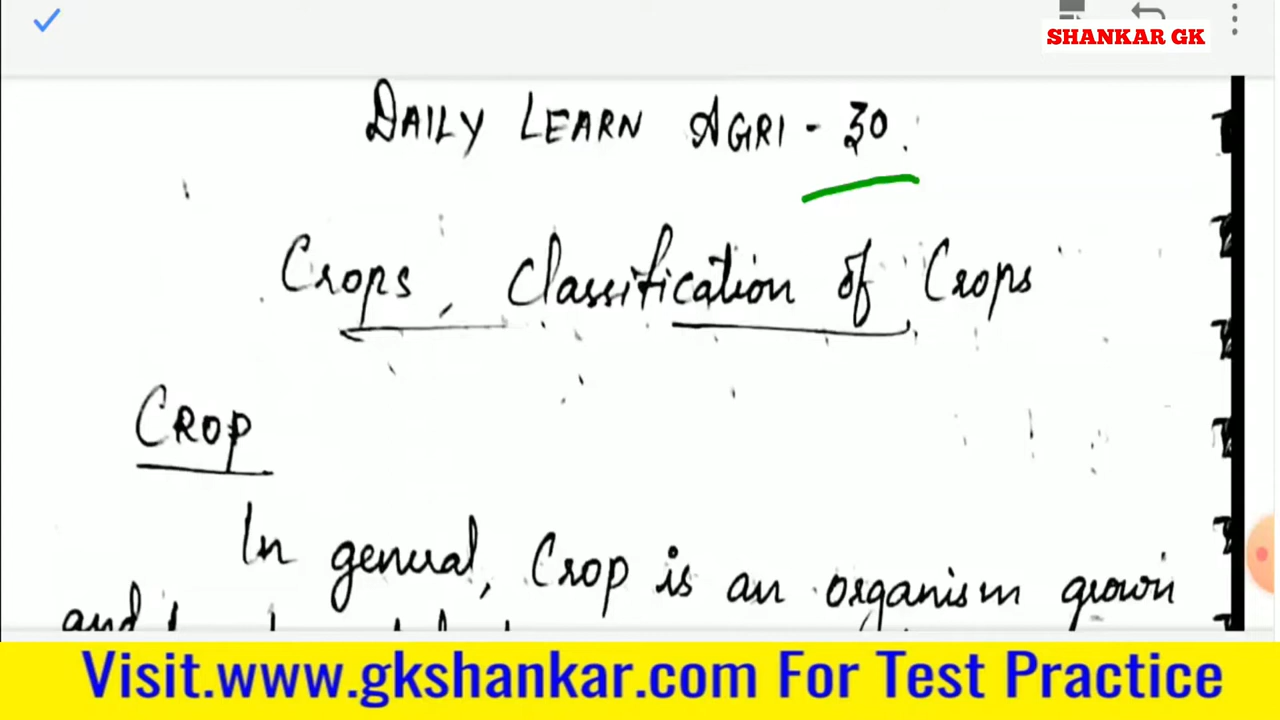 SHANKAR GK
DAILY LEARN AGRI - 30.
Crops, Classification of Crops
CROP
In general, Crop is an organism grown
and
Visit.www.gkshankar.com For Test Practice